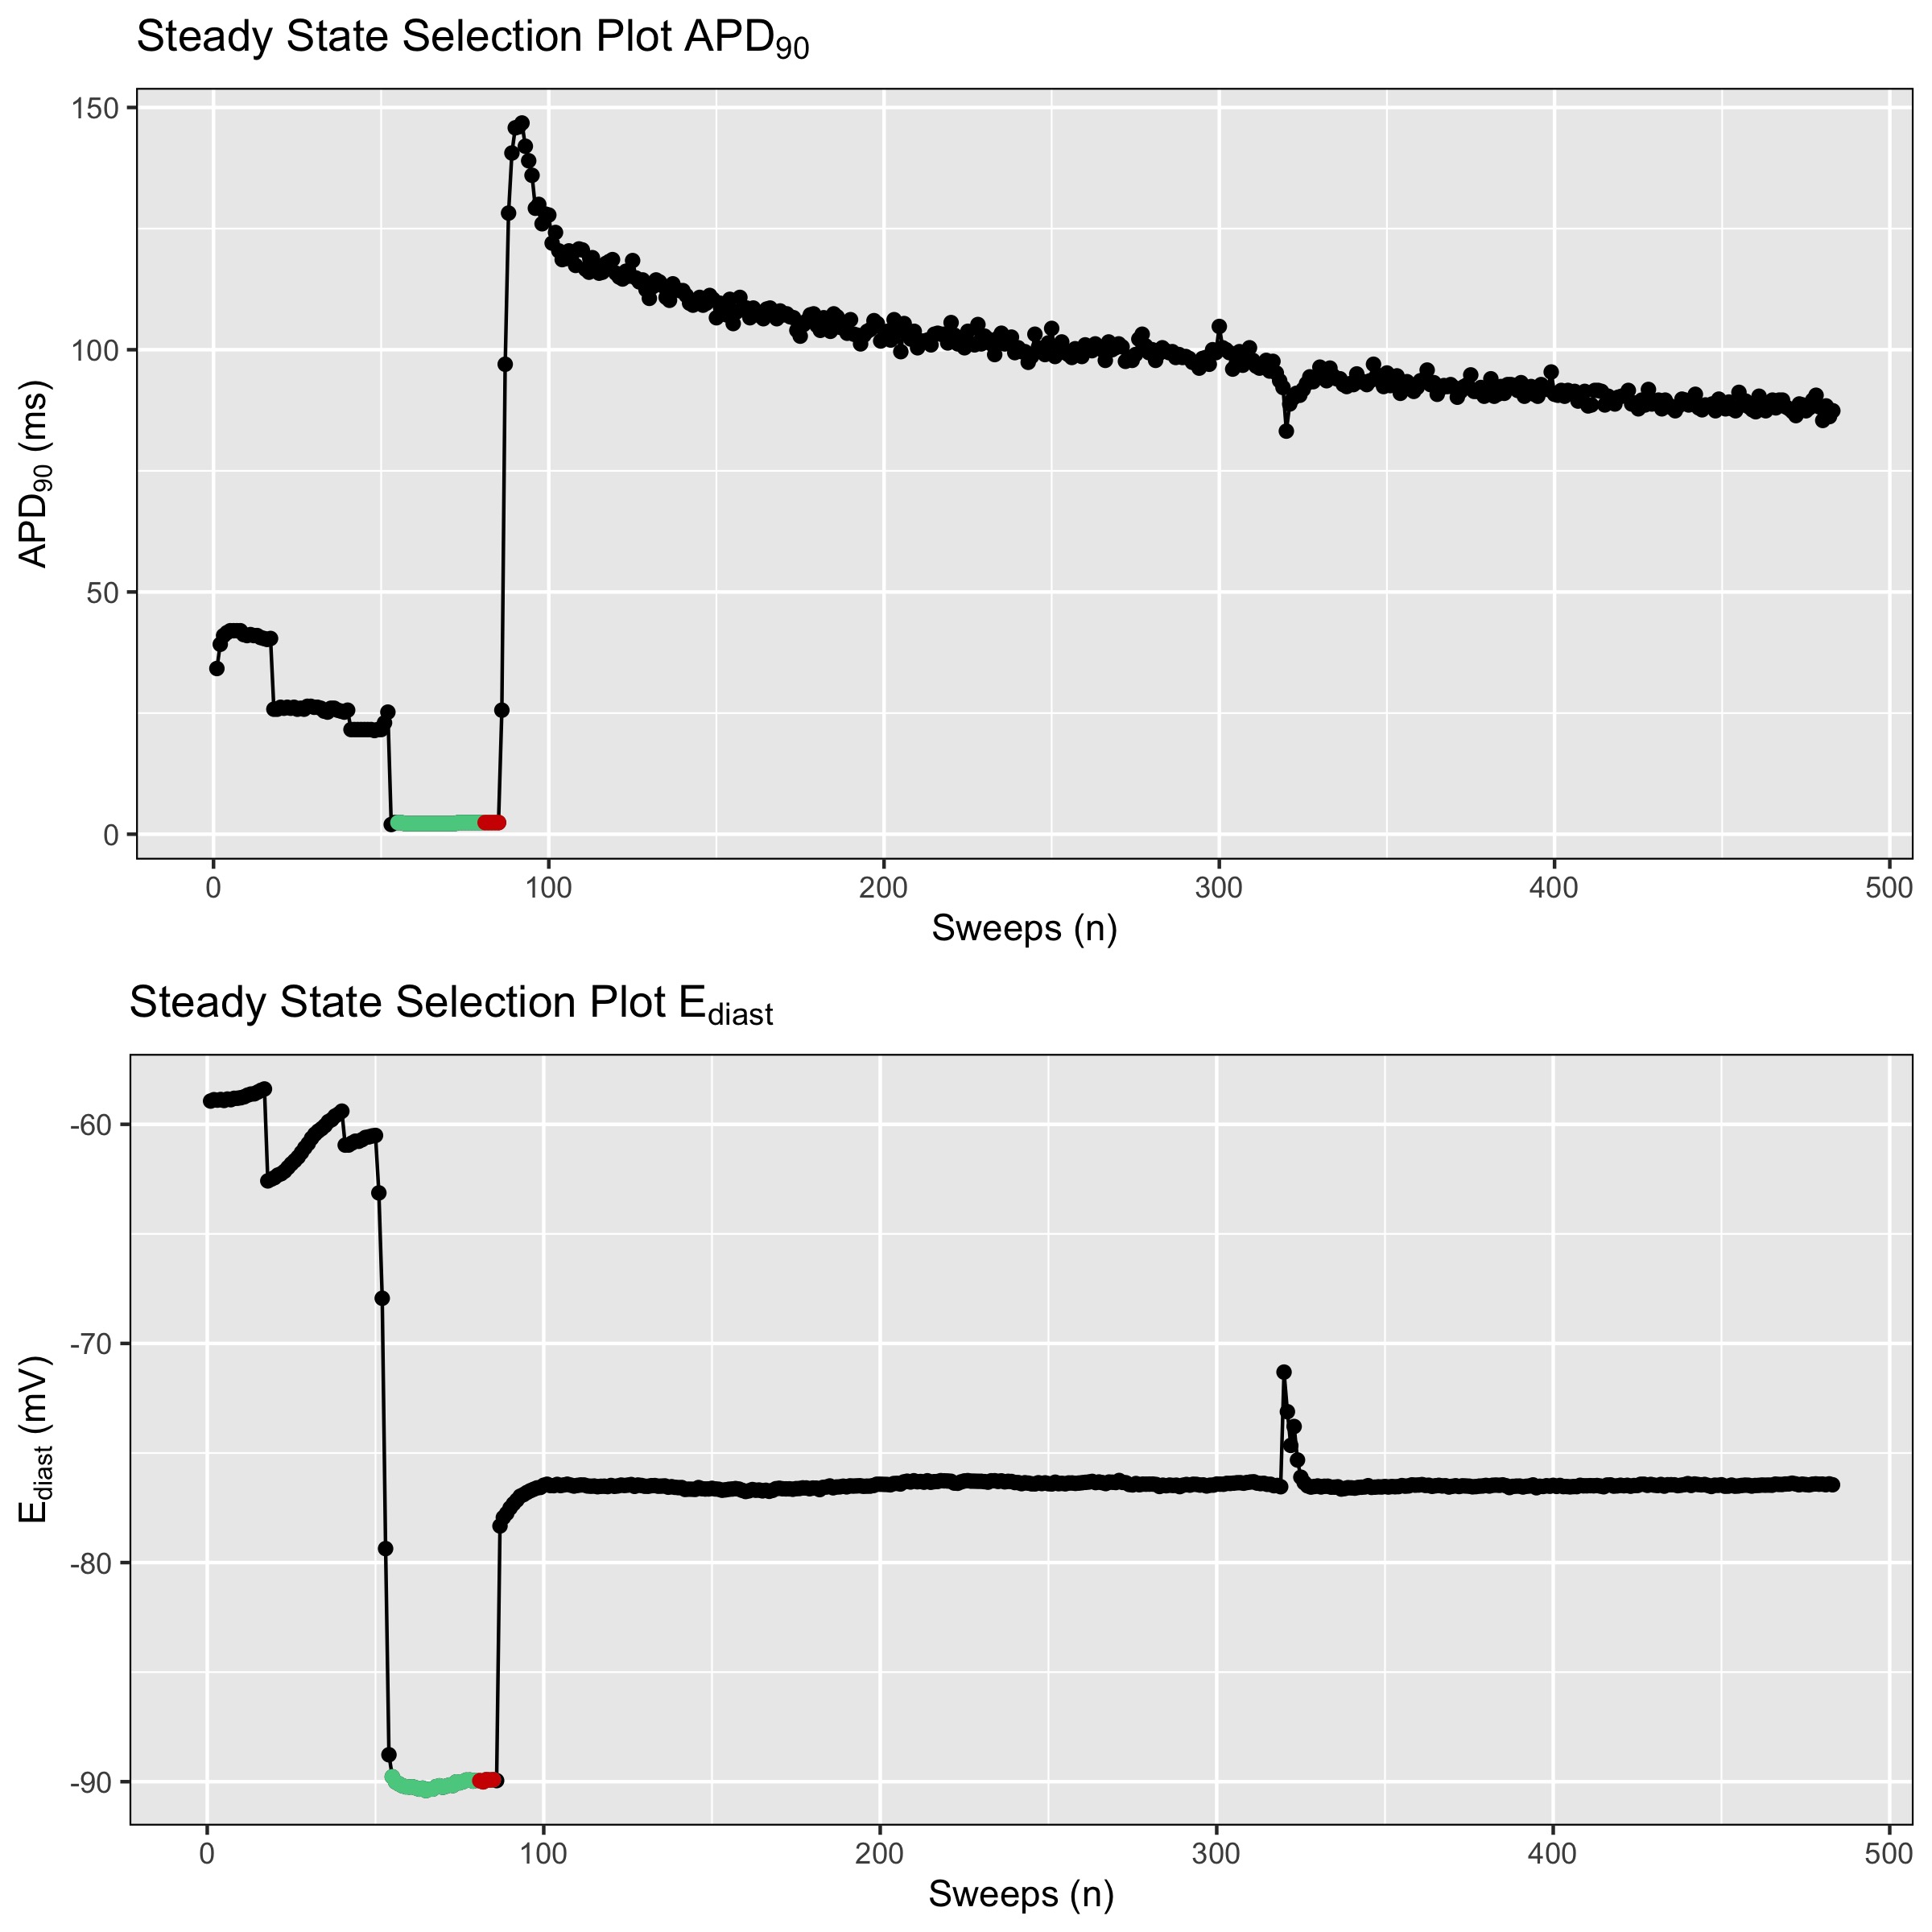 Steady State Selection Plot APD90
150
100
50
0
APD90 (ms)
0 100 200 300 400 500
Sweeps (n)
Steady State Selection Plot Ediast
-60
-70
-80
-90
Ediast (mV)
0 100 200 300 400 500
Sweeps (n)